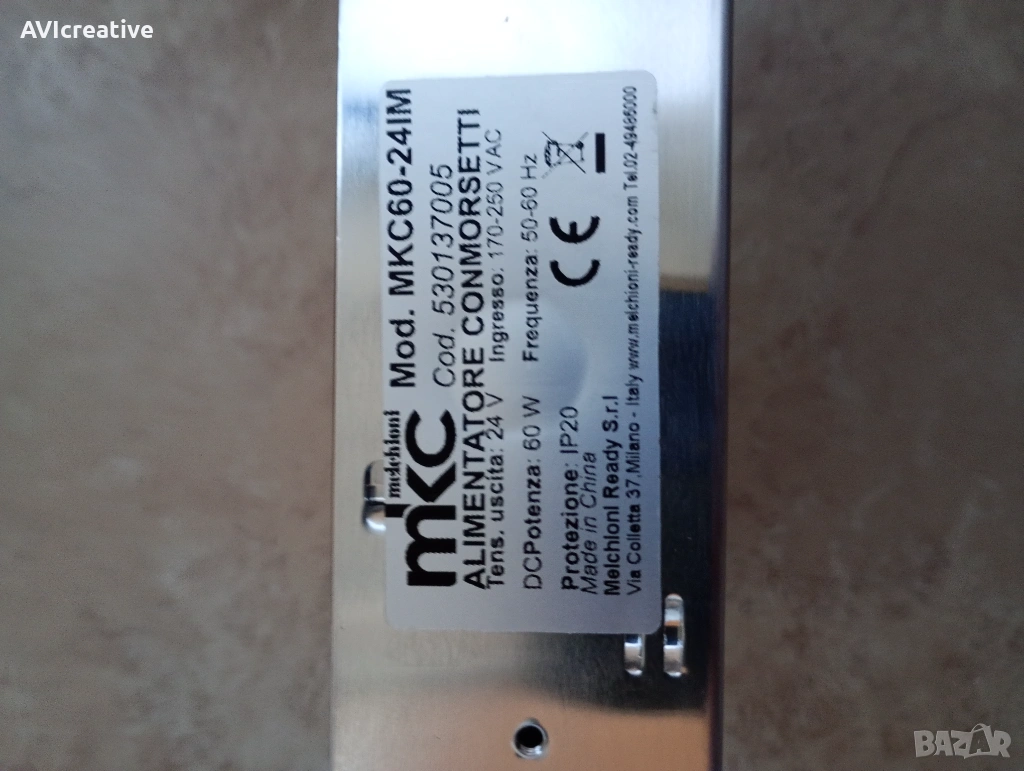 AVIcreative
melchioni
mkc
Mod. MKC60-24IM
Cod. 530137005
ALIMENTATORE CONMORSETTI
Tens. uscita: 24 V Ingresso: 170-250 VAC
DCPotenza: 60 W Frequenza: 50-60 Hz
Protezione: IP20
Made in China
CE
Melchioni Ready S.r.l
Via Colletta 37,Milano - Italy www.melchioni-ready.com Tel.02-49485000
BAZAR